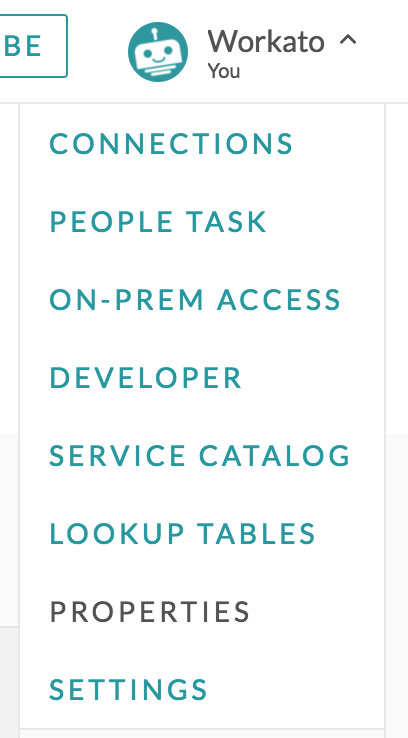 BE
Workato
You
CONNECTIONS
PEOPLE TASK
ON-PREM ACCESS
DEVELOPER
SERVICE CATALOG
LOOKUP TABLES
PROPERTIES
SETTINGS